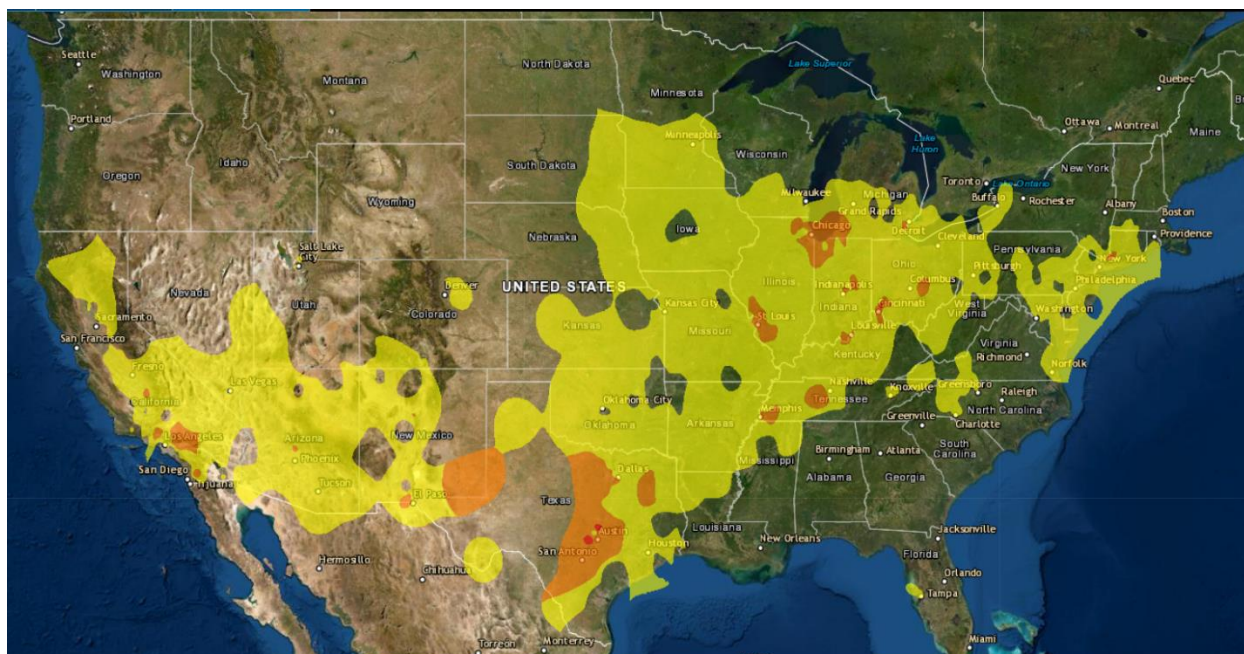 Seattle
Washington
Montana
North Dakota
Minnesota
Lake Superior
Quebec
Portland
Ottawa
Montreal
Maine
Oregon
Idaho
South Dakota
Minneapolis
Wisconsin
Lake
Huron
Toronto
Lake Ontario
New York
Wyoming
Milwaukee
Michigan
Buffalo
Rochester
Albany
Boston
Nebraska
Iowa
Chicago
Grand Rapids
Detroit
Cleveland
Providence
Salt Lake
City
Pennsylvania
New York
Nevada
Utah
Denver
Colorado
UNITED STATES
Illinois
Indianapolis
Indiana
Ohio
Columbus
Pittsburgh
Philadelphia
Sacramento
San Francisco
Kansas
Kansas City
Missouri
St Louis
Cincinnati
West
Virginia
Washington
Louisville
Kentucky
Virginia
Richmond
Norfolk
Fresno
California
Las Vegas
Oklahoma City
Oklahoma
Nashville
Tennessee
Knoxville
Greensboro
Raleigh
North Carolina
Los Angeles
Arizona
New Mexico
Arkansas
Memphis
Greenville
Charlotte
San Diego
Tijuana
Phoenix
Tucson
El Paso
Dallas
Mississippi
Birmingham
Atlanta
South
Carolina
Alabama
Georgia
Texas
Louisiana
Austin
San Antonio
Houston
New Orleans
Jacksonville
Florida
Hermosillo
Chihuahua
Orlando
Tampa
Torreon
Monterrey
Miami